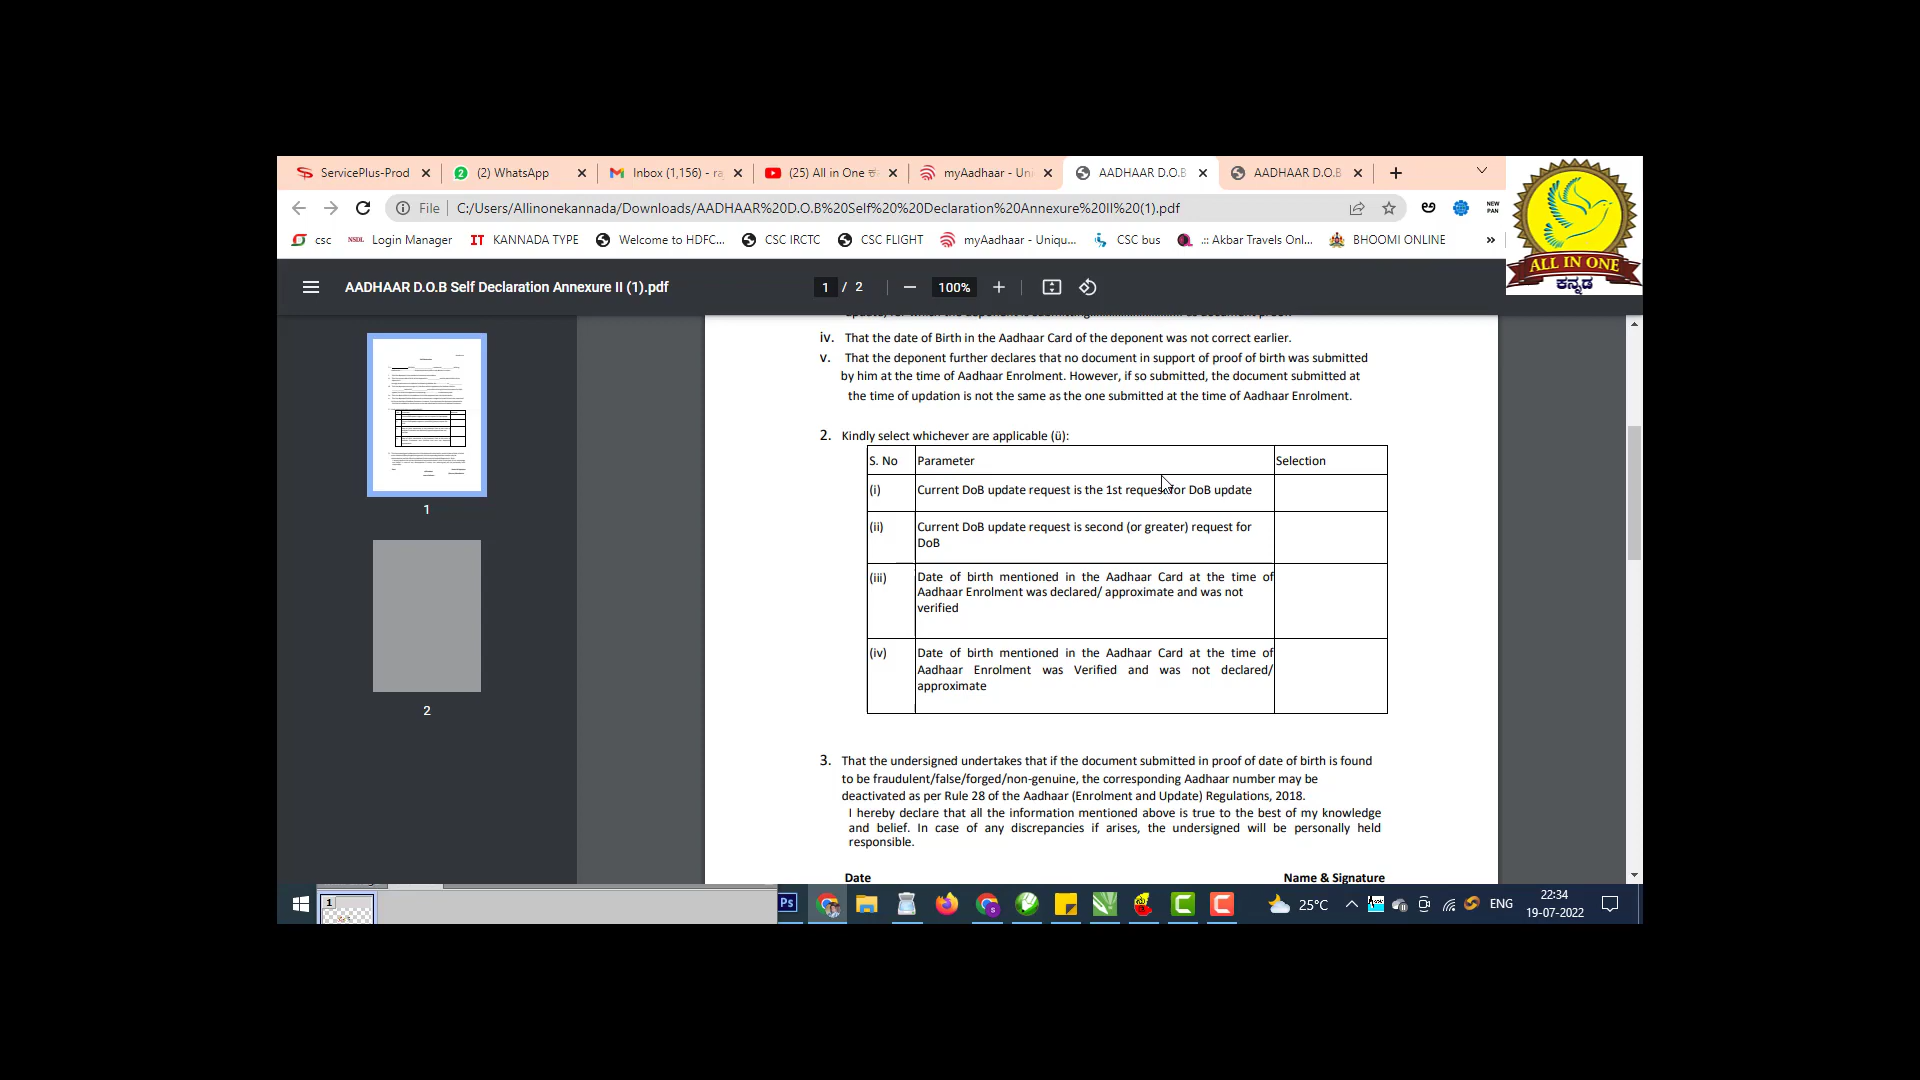 ServicePlus-Prod
(2) WhatsApp
Inbox (1,156) - ra
(25) All in One
myAadhaar - Uni
AADHAAR D.O.B
AADHAAR D.O.B
File
C:/Users/Allinonekannada/Downloads/AADHAAR%20D.O.B%20Self%20%20Declaration%20Annexure%20II%20(1).pdf
NEW PAN
csc
NSDL
Login Manager
IT
KANNADA TYPE
Welcome to HDFC...
CSC IRCTC
CSC FLIGHT
myAadhaar - Uniqu...
CSC bus
.:: Akbar Travels Onl...
BHOOMI ONLINE
»
ALL IN ONE
ಕನ್ನಡ
AADHAAR D.O.B Self Declaration Annexure II (1).pdf
1 / 2
100%
1
2
iv. That the date of Birth in the Aadhaar Card of the deponent was not correct earlier.
v. That the deponent further declares that no document in support of proof of birth was submitted
by him at the time of Aadhaar Enrolment. However, if so submitted, the document submitted at
the time of updation is not the same as the one submitted at the time of Aadhaar Enrolment.
2. Kindly select whichever are applicable (ü):
S. No Parameter Selection
(i) Current DoB update request is the 1st request for DoB update
(ii) Current DoB update request is second (or greater) request for
DoB
(iii) Date of birth mentioned in the Aadhaar Card at the time of
Aadhaar Enrolment was declared/ approximate and was not
verified
(iv) Date of birth mentioned in the Aadhaar Card at the time of
Aadhaar Enrolment was Verified and was not declared/
approximate
3. That the undersigned undertakes that if the document submitted in proof of date of birth is found
to be fraudulent/false/forged/non-genuine, the corresponding Aadhaar number may be
deactivated as per Rule 28 of the Aadhaar (Enrolment and Update) Regulations, 2018.
I hereby declare that all the information mentioned above is true to the best of my knowledge
and belief. In case of any discrepancies if arises, the undersigned will be personally held
responsible.
Date Name & Signature
1
Ps
25°C
ENG
22:34
19-07-2022